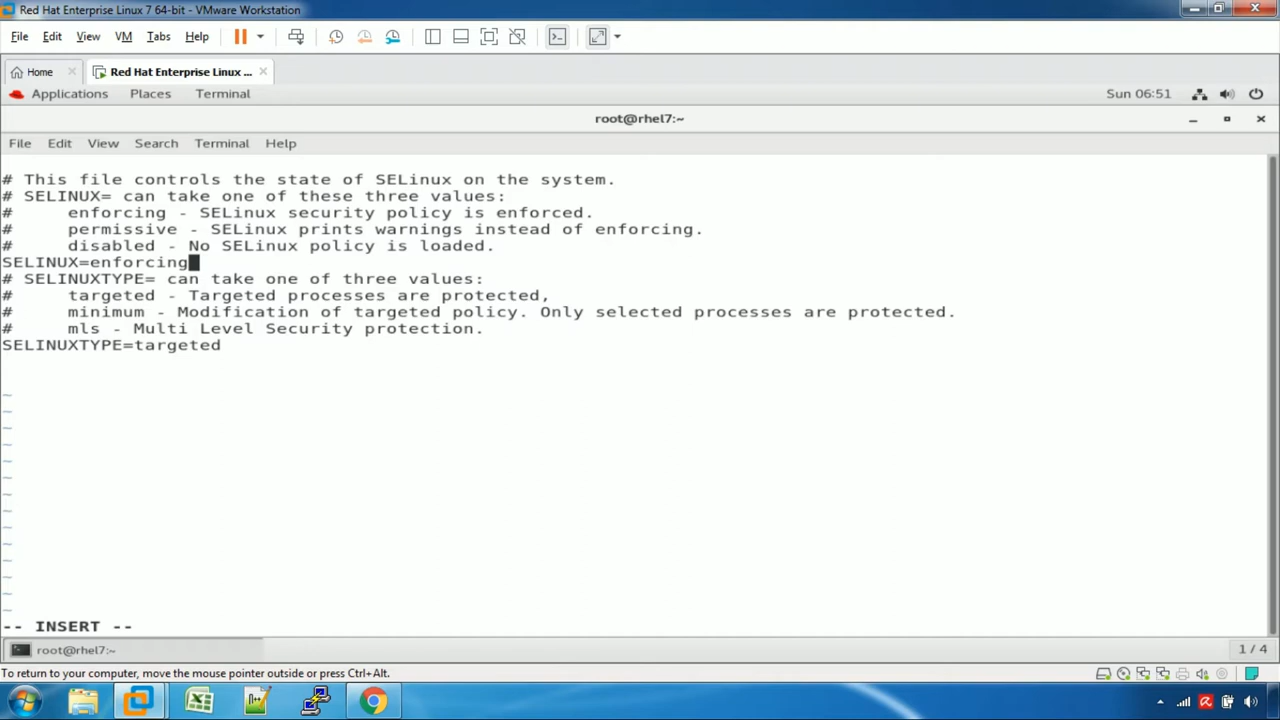 Red Hat Enterprise Linux 7 64-bit - VMware Workstation
File Edit View VM Tabs Help
Home Red Hat Enterprise Linux ...
Applications Places Terminal Sun 06:51
root@rhel7:~
File Edit View Search Terminal Help
# This file controls the state of SELinux on the system.
# SELINUX= can take one of these three values:
#     enforcing - SELinux security policy is enforced.
#     permissive - SELinux prints warnings instead of enforcing.
#     disabled - No SELinux policy is loaded.
SELINUX=enforcing
# SELINUXTYPE= can take one of three values:
#     targeted - Targeted processes are protected,
#     minimum - Modification of targeted policy. Only selected processes are protected.
#     mls - Multi Level Security protection.
SELINUXTYPE=targeted
~
~
~
~
~
~
~
~
~
~
~
~
~
~
-- INSERT --
root@rhel7:~ 1 / 4
To return to your computer, move the mouse pointer outside or press Ctrl+Alt.